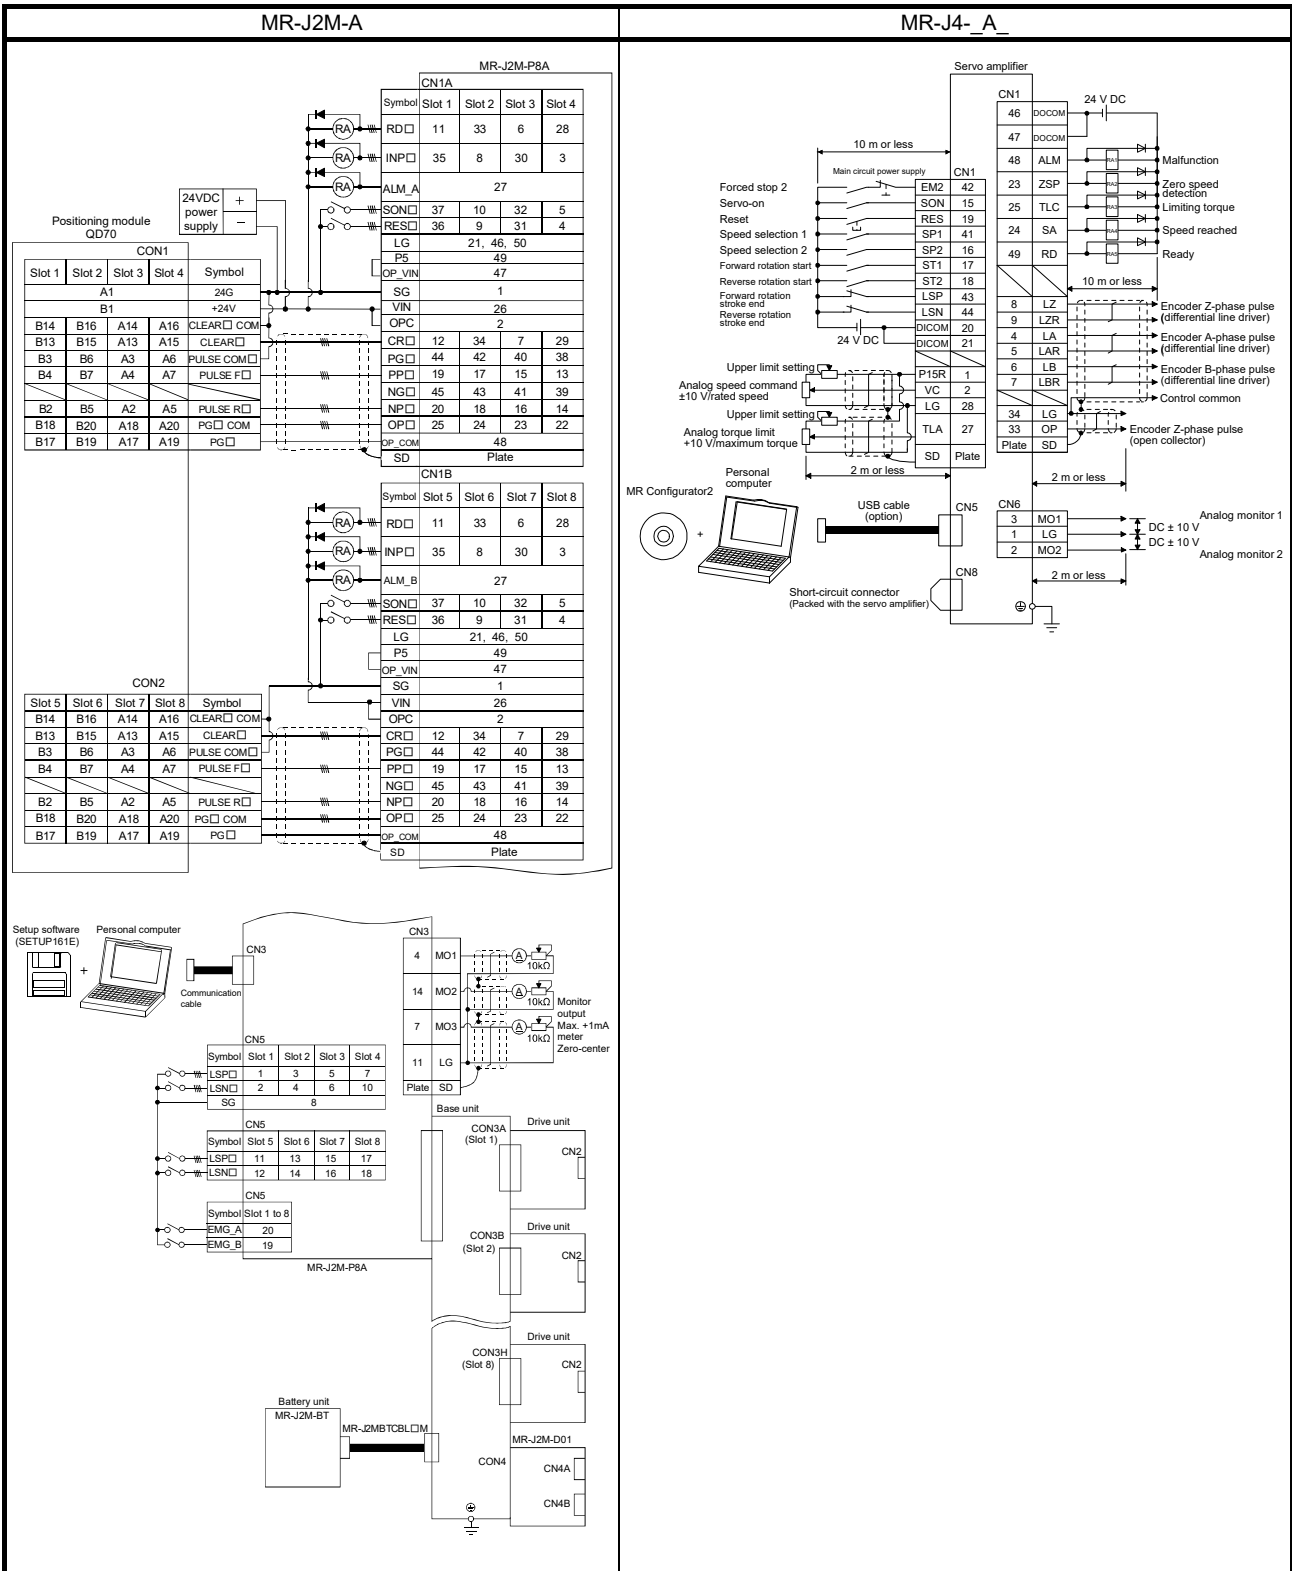 MR-J2M-A
MR-J4-_A_
MR-J2M-P8A
CN1A
Symbol Slot 1 Slot 2 Slot 3 Slot 4
RA RD□ 11 33 6 28
RA INP□ 35 8 30 3
RA ALM_A 27
SON□ 37 10 32 5
RES□ 36 9 31 4
LG 21, 46, 50
P5 49
OP_VIN 47
SG 1
VIN 26
OPC 2
CR□ 12 34 7 29
PG□ 44 42 40 38
PP□ 19 17 15 13
NG□ 45 43 41 39
NP□ 20 18 16 14
OP□ 25 24 23 22
OP_COM 48
SD Plate
24VDC
power
supply
+
−
Positioning module
QD70
CON1
Slot 1 Slot 2 Slot 3 Slot 4 Symbol
A1 24G
B1 +24V
B14 B16 A14 A16 CLEAR□ COM
B13 B15 A13 A15 CLEAR□
B3 B6 A3 A6 PULSE COM□
B4 B7 A4 A7 PULSE F□
B2 B5 A2 A5 PULSE R□
B18 B20 A18 A20 PG□ COM
B17 B19 A17 A19 PG□
CN1B
Symbol Slot 5 Slot 6 Slot 7 Slot 8
RA RD□ 11 33 6 28
RA INP□ 35 8 30 3
RA ALM_B 27
SON□ 37 10 32 5
RES□ 36 9 31 4
LG 21, 46, 50
P5 49
OP_VIN 47
SG 1
VIN 26
OPC 2
CR□ 12 34 7 29
PG□ 44 42 40 38
PP□ 19 17 15 13
NG□ 45 43 41 39
NP□ 20 18 16 14
OP□ 25 24 23 22
OP_COM 48
SD Plate
CON2
Slot 5 Slot 6 Slot 7 Slot 8 Symbol
B14 B16 A14 A16 CLEAR□ COM
B13 B15 A13 A15 CLEAR□
B3 B6 A3 A6 PULSE COM□
B4 B7 A4 A7 PULSE F□
B2 B5 A2 A5 PULSE R□
B18 B20 A18 A20 PG□ COM
B17 B19 A17 A19 PG□
Setup software
(SETUP161E)
+
Personal computer
Communication
cable
CN3
CN3
4 MO1 A 10kΩ
14 MO2 A 10kΩ
7 MO3 A 10kΩ
11 LG
Plate SD
Monitor
output
Max. +1mA
meter
Zero-center
CN5
Symbol Slot 1 Slot 2 Slot 3 Slot 4
LSP□ 1 3 5 7
LSN□ 2 4 6 10
SG 8
CN5
Symbol Slot 5 Slot 6 Slot 7 Slot 8
LSP□ 11 13 15 17
LSN□ 12 14 16 18
CN5
Symbol Slot 1 to 8
EMG_A 20
EMG_B 19
MR-J2M-P8A
Base unit
CON3A
(Slot 1)
Drive unit
CN2
CON3B
(Slot 2)
Drive unit
CN2
CON3H
(Slot 8)
Drive unit
CN2
Battery unit
MR-J2M-BT
MR-J2MBTCBL□M
CON4
MR-J2M-D01
CN4A
CN4B
Servo amplifier
10 m or less
Main circuit power supply
CN1
Forced stop 2 EM2 42
Servo-on SON 15
Reset RES 19
Speed selection 1 SP1 41
Speed selection 2 SP2 16
Forward rotation start ST1 17
Reverse rotation start ST2 18
Forward rotation
stroke end
LSP 43
Reverse rotation
stroke end
LSN 44
24 V DC
DICOM 20
DICOM 21
Upper limit setting
P15R 1
Analog speed command
±10 V/rated speed
VC 2
LG 28
Upper limit setting
Analog torque limit
+10 V/maximum torque
TLA 27
SD Plate
2 m or less
CN1
24 V DC
46 DOCOM
47 DOCOM
48 ALM RA1 Malfunction
23 ZSP RA2 Zero speed
detection
25 TLC RA3 Limiting torque
24 SA RA4 Speed reached
49 RD RA5 Ready
10 m or less
8 LZ Encoder Z-phase pulse
9 LZR (differential line driver)
4 LA Encoder A-phase pulse
5 LAR (differential line driver)
6 LB Encoder B-phase pulse
7 LBR (differential line driver)
Control common
34 LG
33 OP Encoder Z-phase pulse
(open collector)
Plate SD
2 m or less
MR Configurator2
+
Personal
computer
USB cable
(option)
CN5
CN6
3 MO1 Analog monitor 1
DC ± 10 V
1 LG
DC ± 10 V
2 MO2 Analog monitor 2
2 m or less
CN8
Short-circuit connector
(Packed with the servo amplifier)